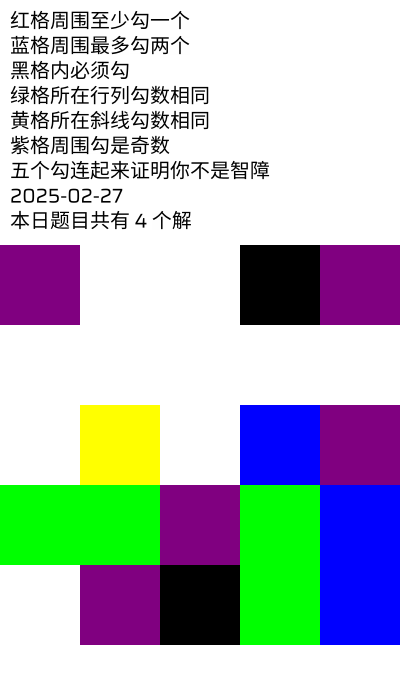 红格周围至少勾一个
蓝格周围最多勾两个
黑格内必须勾
绿格所在行列勾数相同
黄格所在斜线勾数相同
紫格周围勾是奇数
五个勾连起来证明你不是智障
2025-02-27
本日题目共有 4 个解